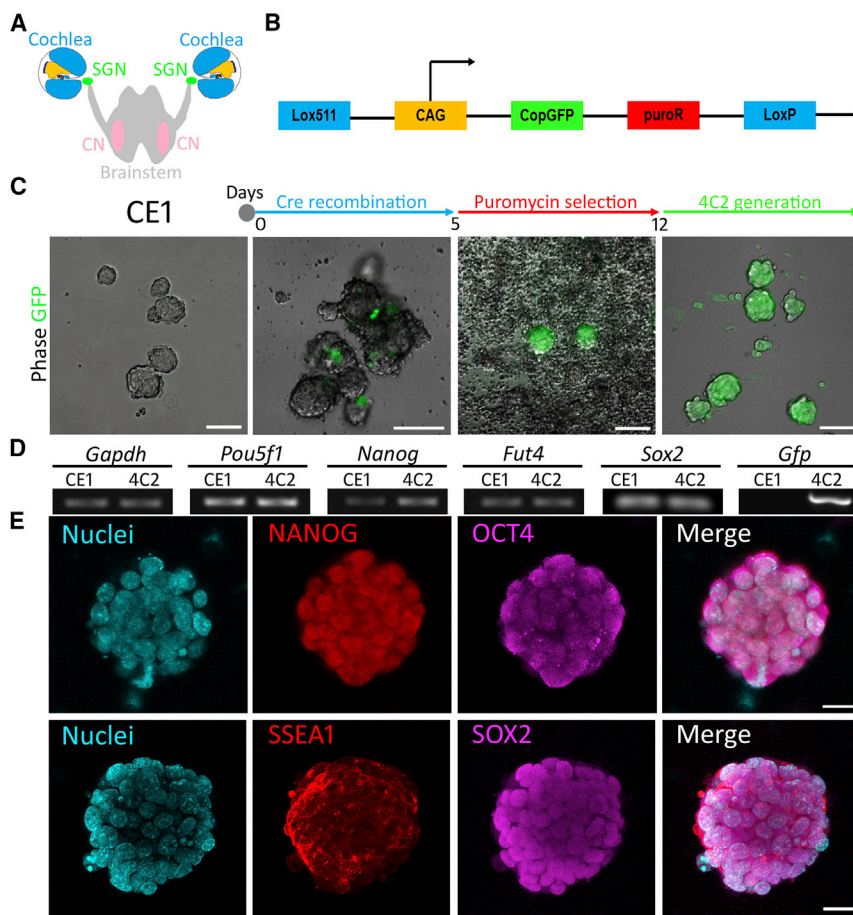 A
Cochlea Cochlea
SGN SGN
CN CN
Brainstem
B
Lox511 CAG CopGFP puroR LoxP
C
CE1
Days Cre recombination Puromycin selection 4C2 generation
0 5 12
Phase GFP
D
Gapdh Pou5f1 Nanog Fut4 Sox2 Gfp
CE1 4C2 CE1 4C2 CE1 4C2 CE1 4C2 CE1 4C2 CE1 4C2
E
Nuclei NANOG OCT4 Merge
Nuclei SSEA1 SOX2 Merge